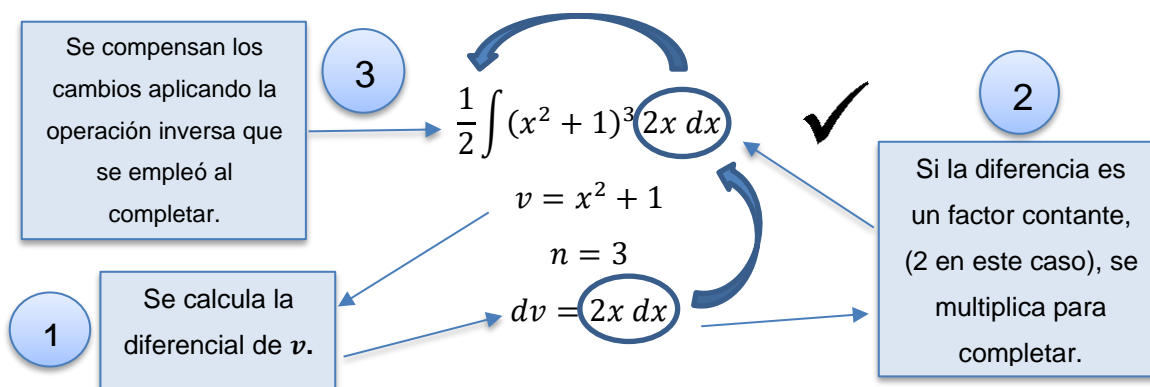 Se compensan los
cambios aplicando la
operación inversa que
se empleó al
completar.
3
1/2 ∫ (x² + 1)³ 2x dx
v = x² + 1
n = 3
dv = 2x dx
1
Se calcula la
diferencial de v.
2
Si la diferencia es
un factor contante,
(2 en este caso), se
multiplica para
completar.